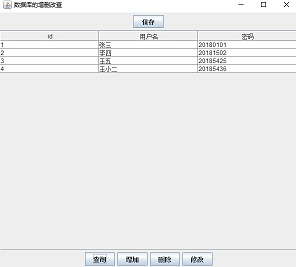 数据库的增删改查
保存
id 用户名 密码
1 张三 20180101
2 李四 20181502
3 王五 20185425
4 王小二 20185436
查询 增加 删除 修改